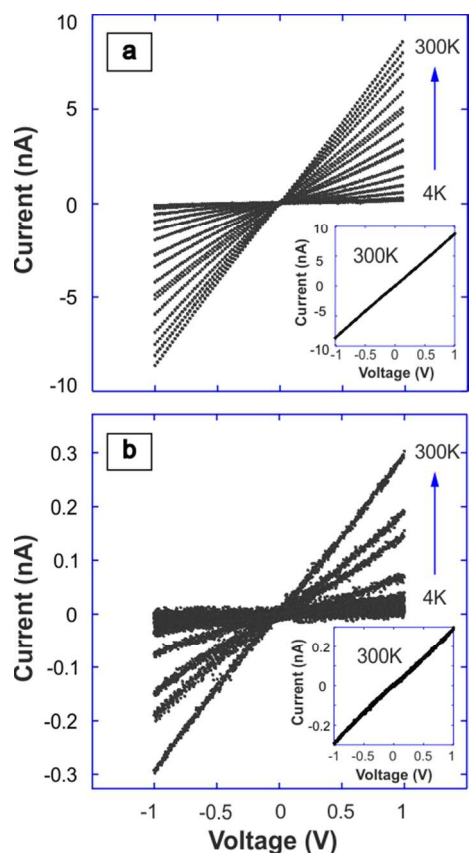 a
10
5
0
-5
-10
Current (nA)
300K
4K
300K
10
5
0
-5
-10
Current (nA)
-1 -0.5 0 0.5 1
Voltage (V)
b
0.3
0.2
0.1
0
-0.1
-0.2
-0.3
Current (nA)
300K
4K
300K
0.2
0
-0.2
Current (nA)
-1 -0.5 0 0.5 1
Voltage (V)
-1 -0.5 0 0.5 1
Voltage (V)